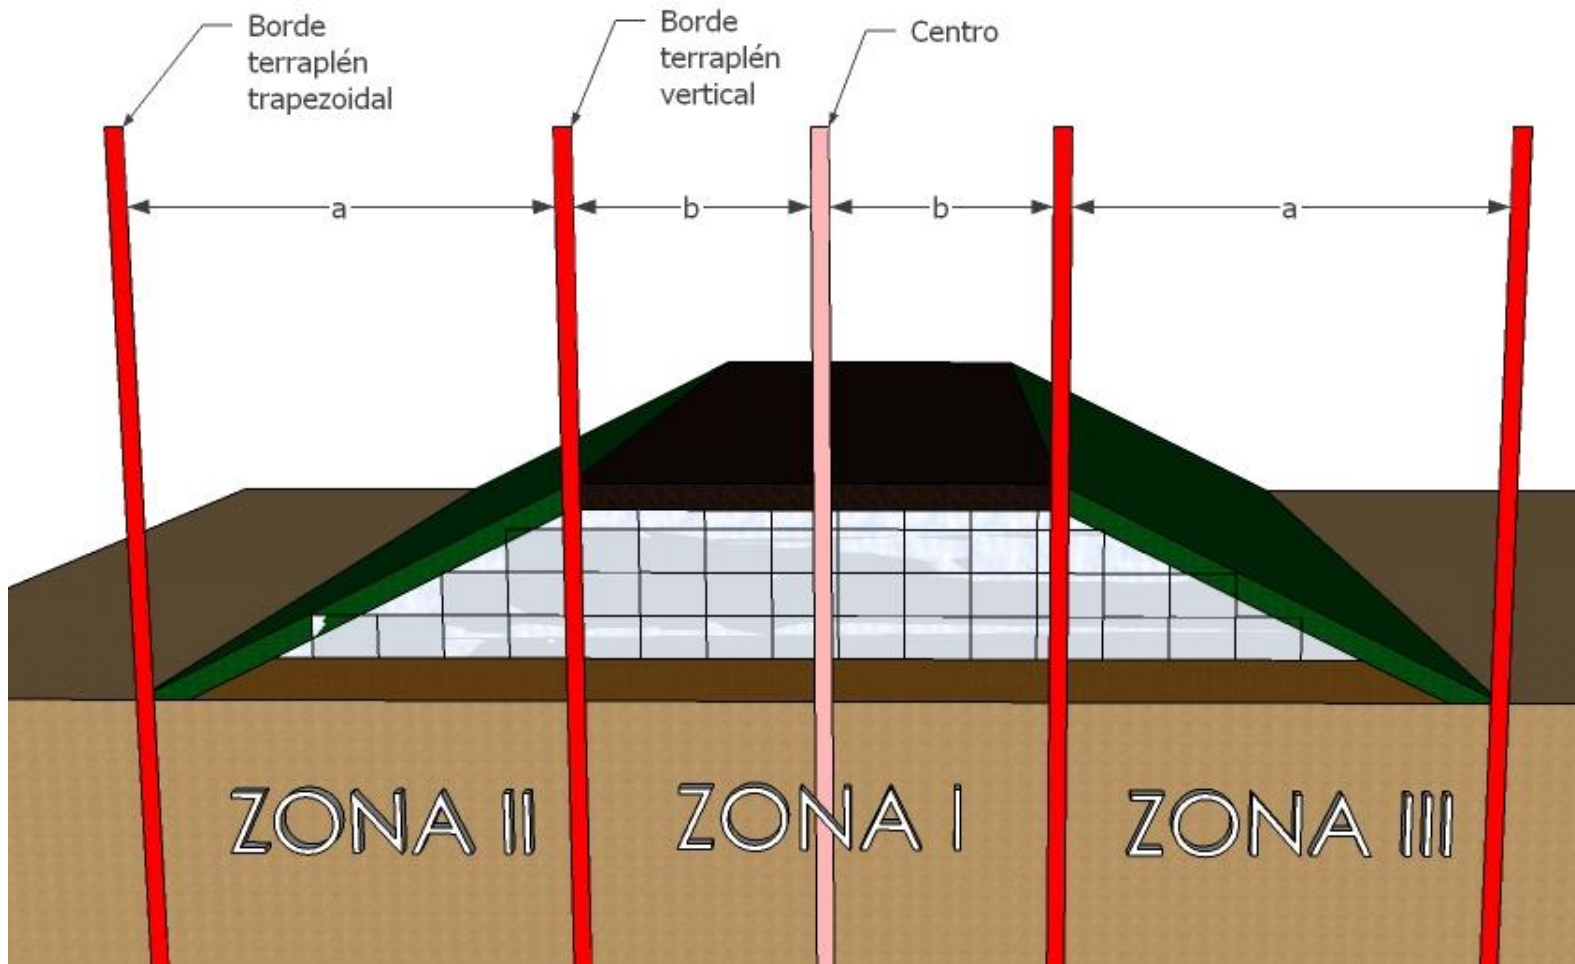 Borde
terraplén
trapezoidal
Borde
terraplén
vertical
Centro
a
b
b
a
ZONA II
ZONA I
ZONA III